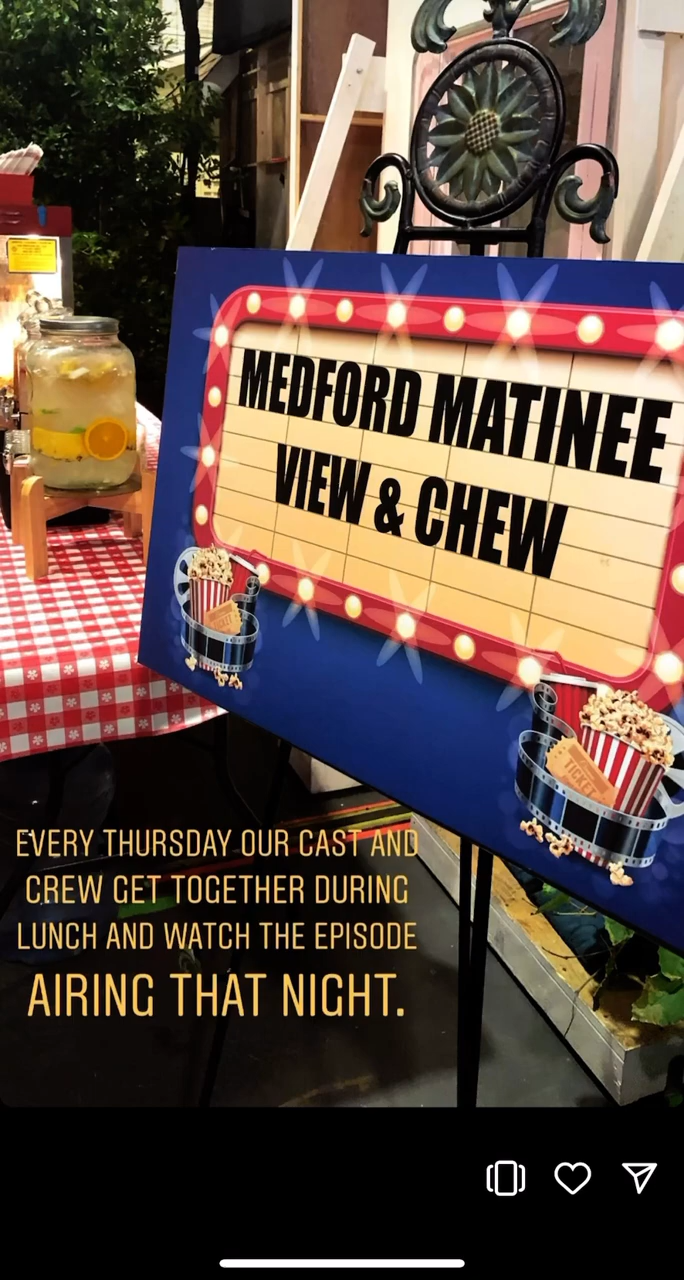 MEDFORD MATINEE
VIEW & CHEW
TICKET
EVERY THURSDAY OUR CAST AND
CREW GET TOGETHER DURING
LUNCH AND WATCH THE EPISODE
AIRING THAT NIGHT.